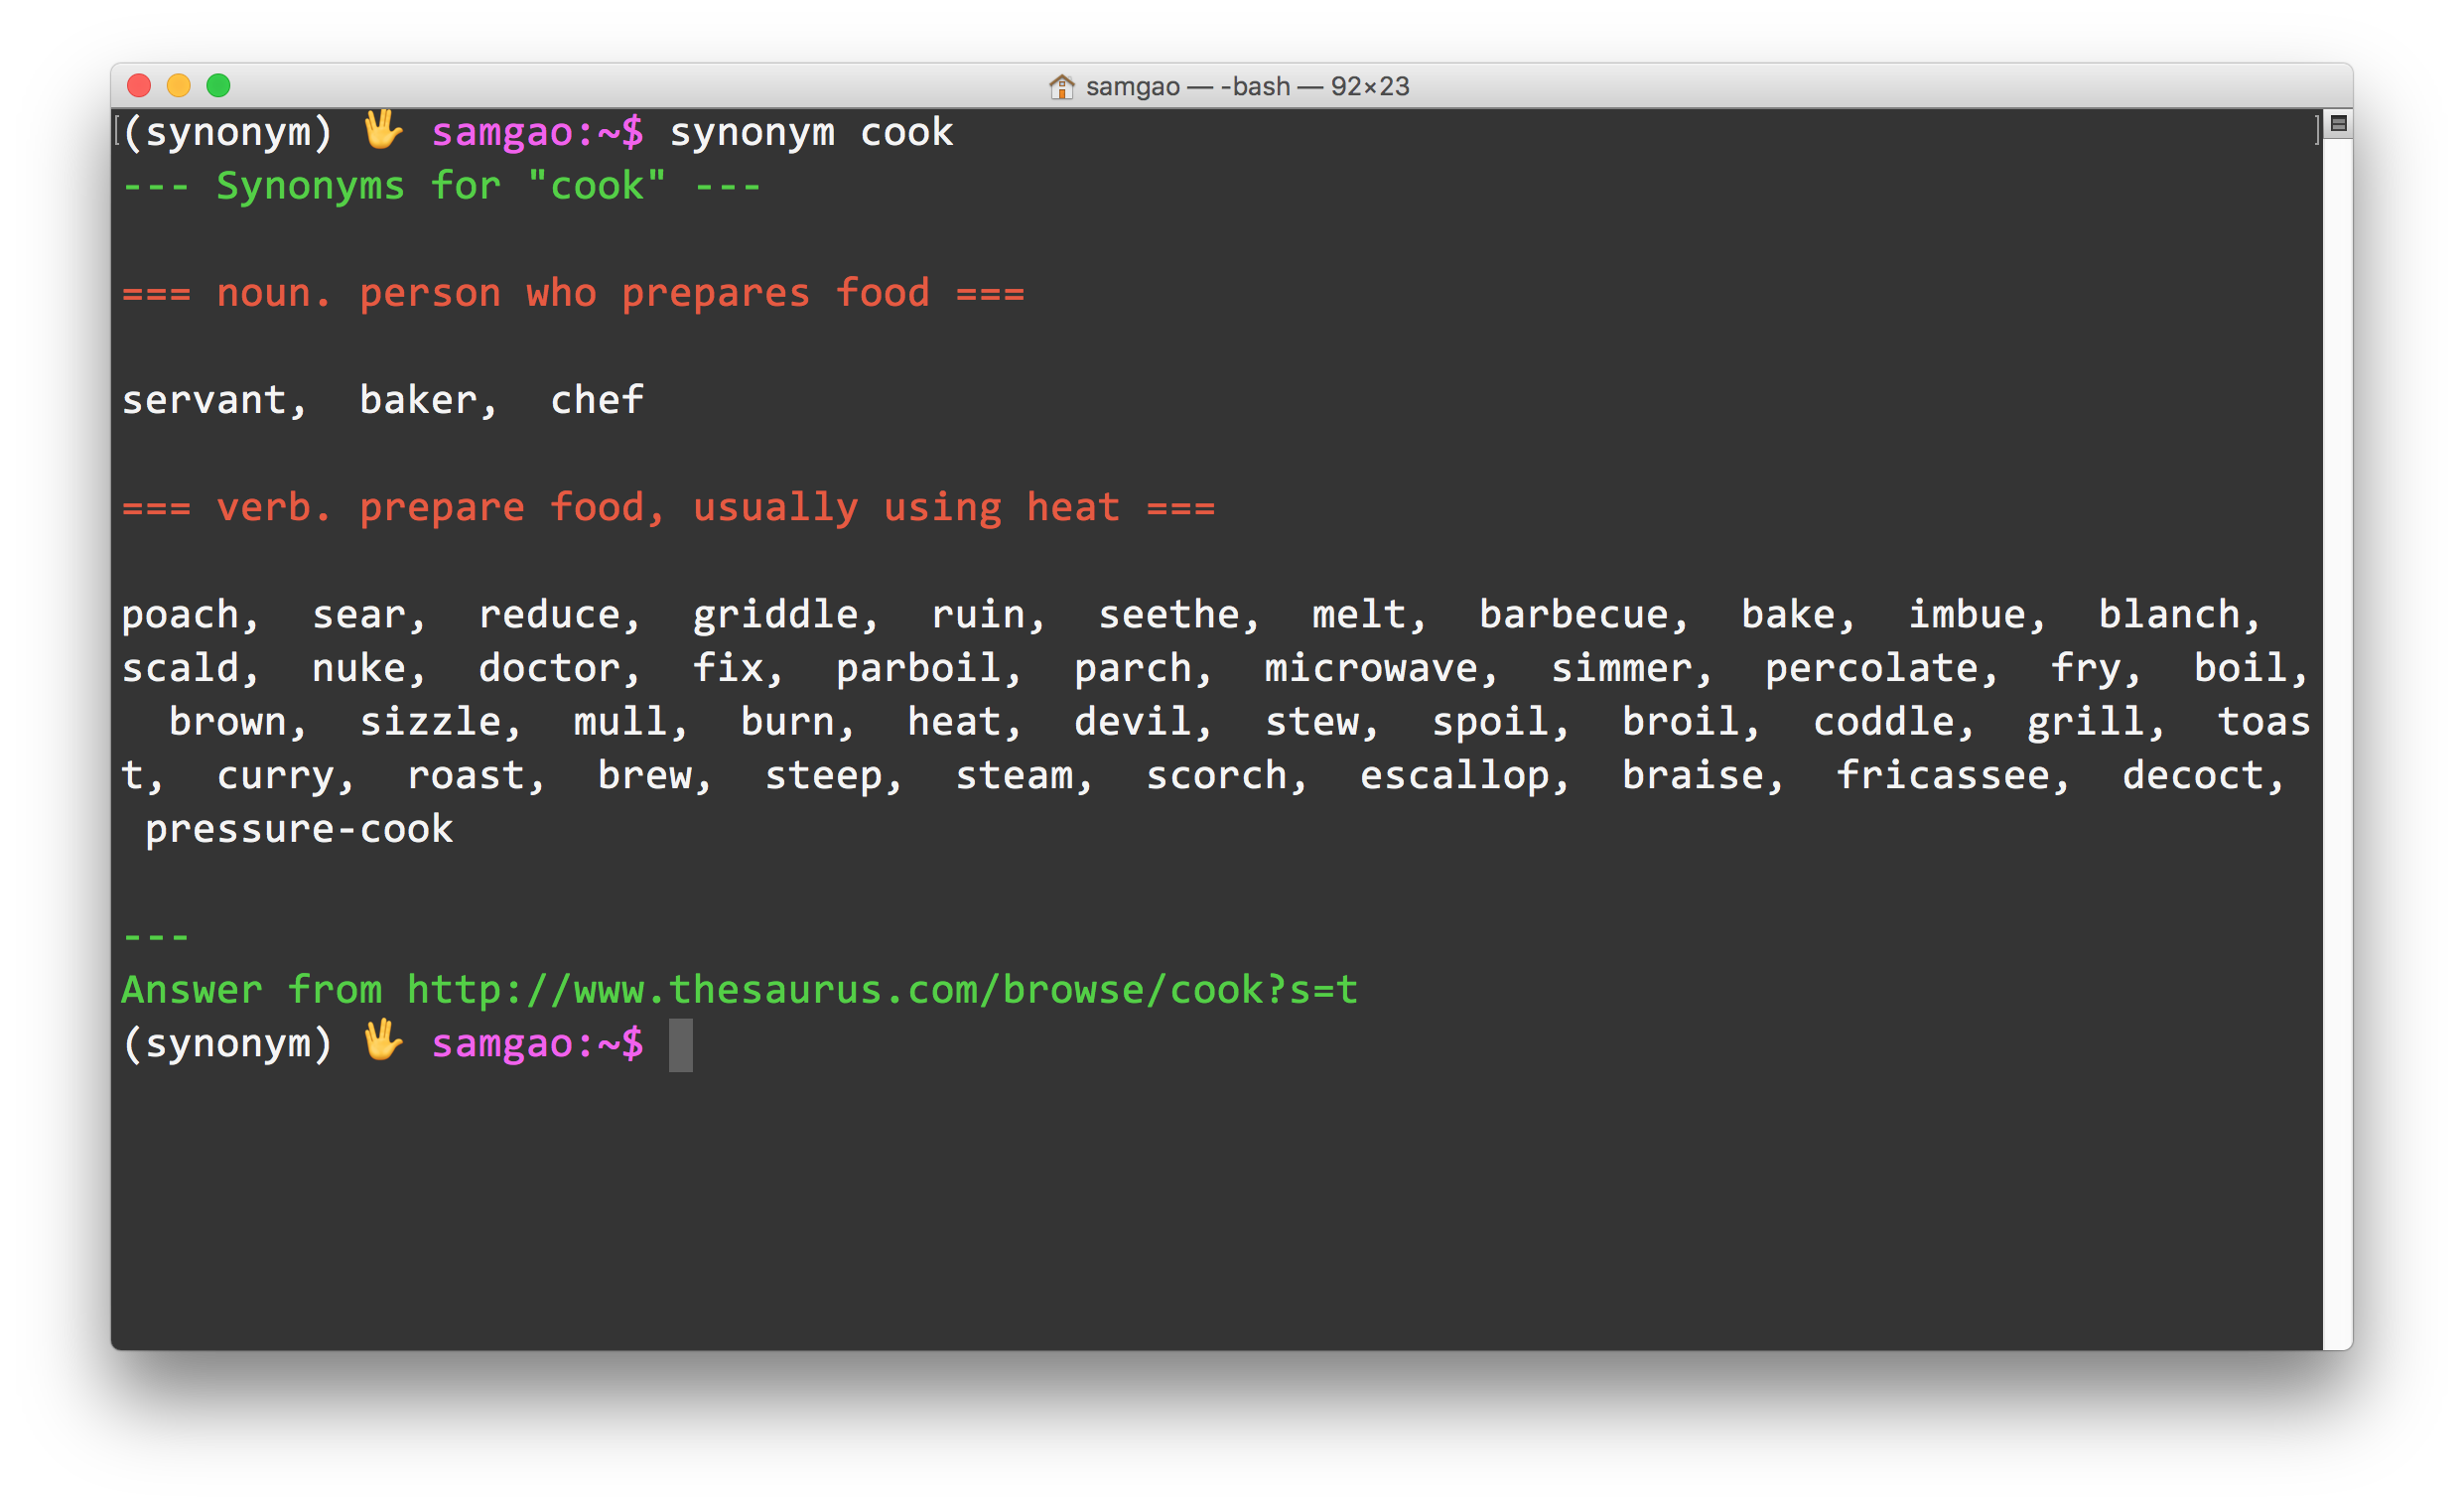 samgao — -bash — 92×23
(synonym) 🖖 samgao:~$ synonym cook
--- Synonyms for "cook" ---
=== noun. person who prepares food ===
servant,  baker,  chef
=== verb. prepare food, usually using heat ===
poach,  sear,  reduce,  griddle,  ruin,  seethe,  melt,  barbecue,  bake,  imbue,  blanch,
scald,  nuke,  doctor,  fix,  parboil,  parch,  microwave,  simmer,  percolate,  fry,  boil,
  brown,  sizzle,  mull,  burn,  heat,  devil,  stew,  spoil,  broil,  coddle,  grill,  toas
t,  curry,  roast,  brew,  steep,  steam,  scorch,  escallop,  braise,  fricassee,  decoct,
 pressure-cook
---
Answer from http://www.thesaurus.com/browse/cook?s=t
(synonym) 🖖 samgao:~$